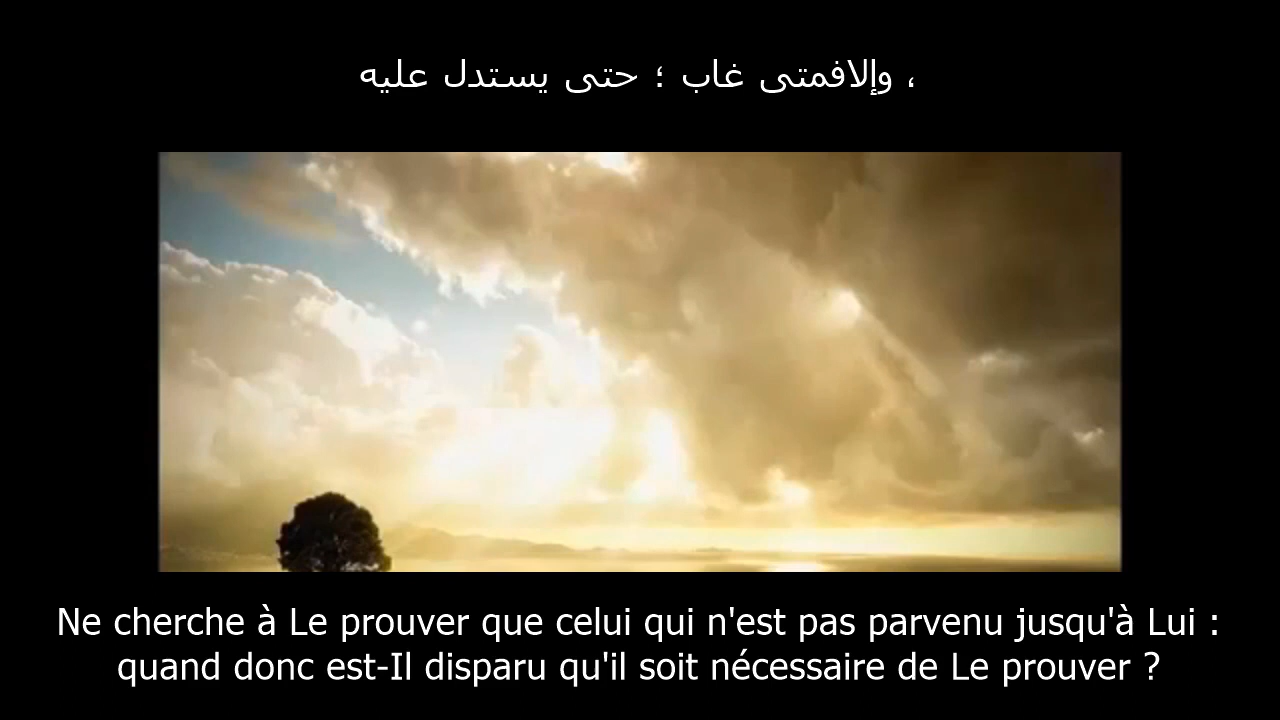 ، وإلافمتى غاب ؛ حتى يستدل عليه
Ne cherche à Le prouver que celui qui n'est pas parvenu jusqu'à Lui :
quand donc est-Il disparu qu'il soit nécessaire de Le prouver ?